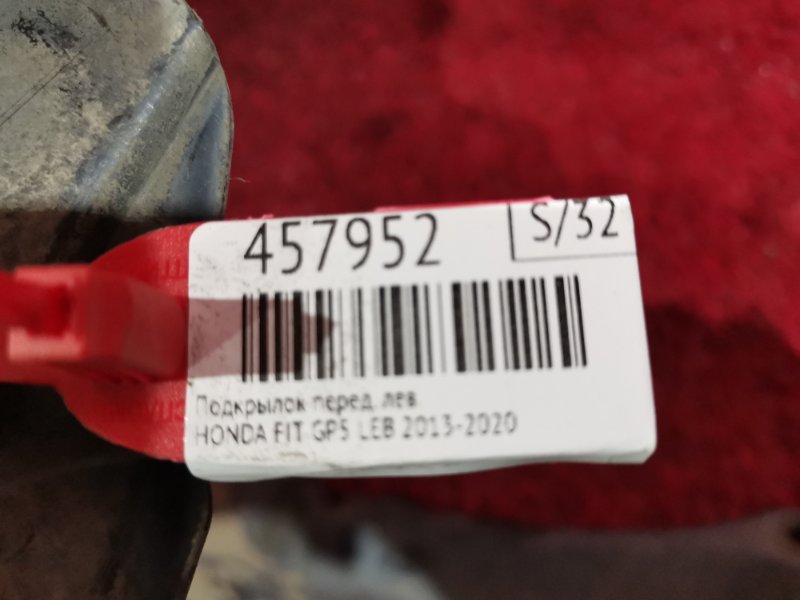 457952
S/32
Подкрылок перед. лев
HONDA FIT GP5 LEB 2013-2020